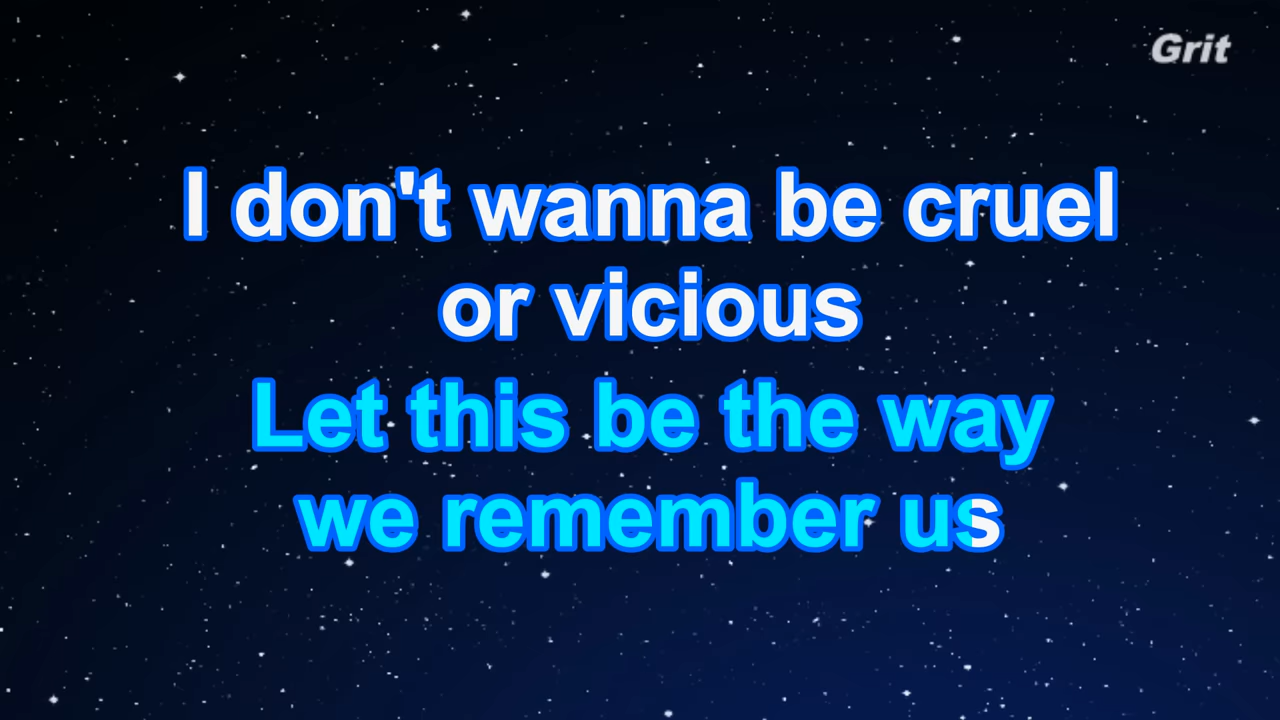 Grit
I don't wanna be cruel
or vicious
Let this be the way
we remember us